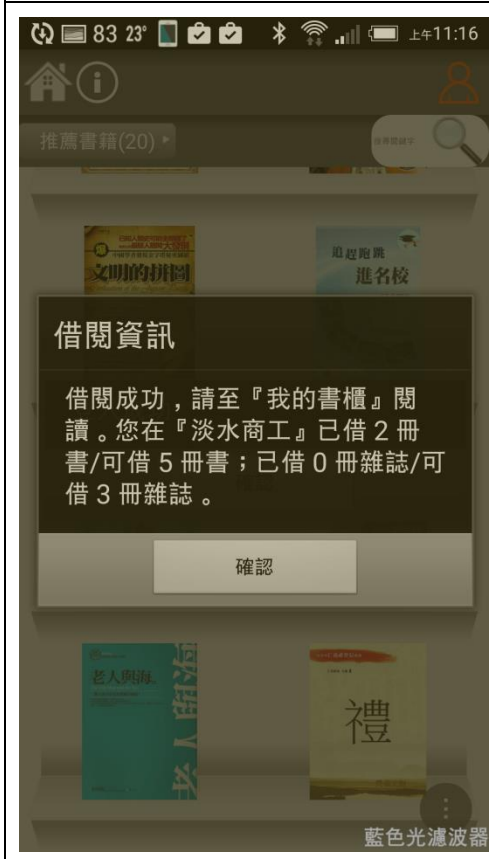 83 23° 上午11:16
推薦書籍(20)
文明的拼圖
追趕跑跳
進名校
借閱資訊
借閱成功，請至『我的書櫃』閱
讀。您在『淡水商工』已借 2 冊
書/可借 5 冊書；已借 0 冊雜誌/可
借 3 冊雜誌。
確認
老人與海
禮
藍色光濾波器